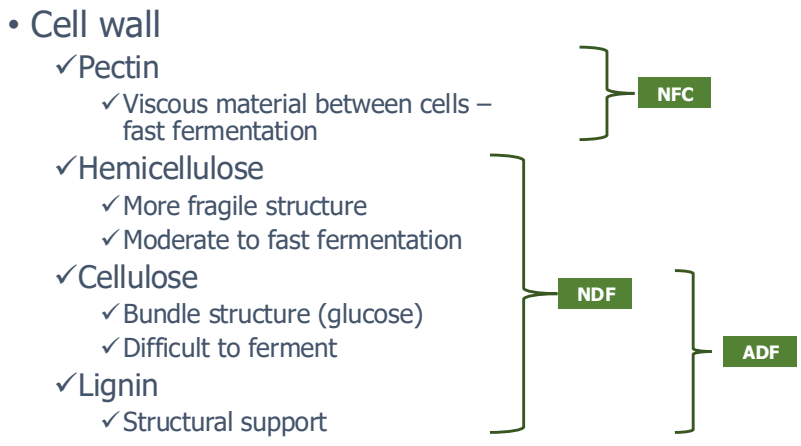 • Cell wall
✓Pectin
✓Viscous material between cells –
fast fermentation
NFC
✓Hemicellulose
✓More fragile structure
✓Moderate to fast fermentation
✓Cellulose
✓Bundle structure (glucose)
NDF
✓Difficult to ferment
ADF
✓Lignin
✓Structural support